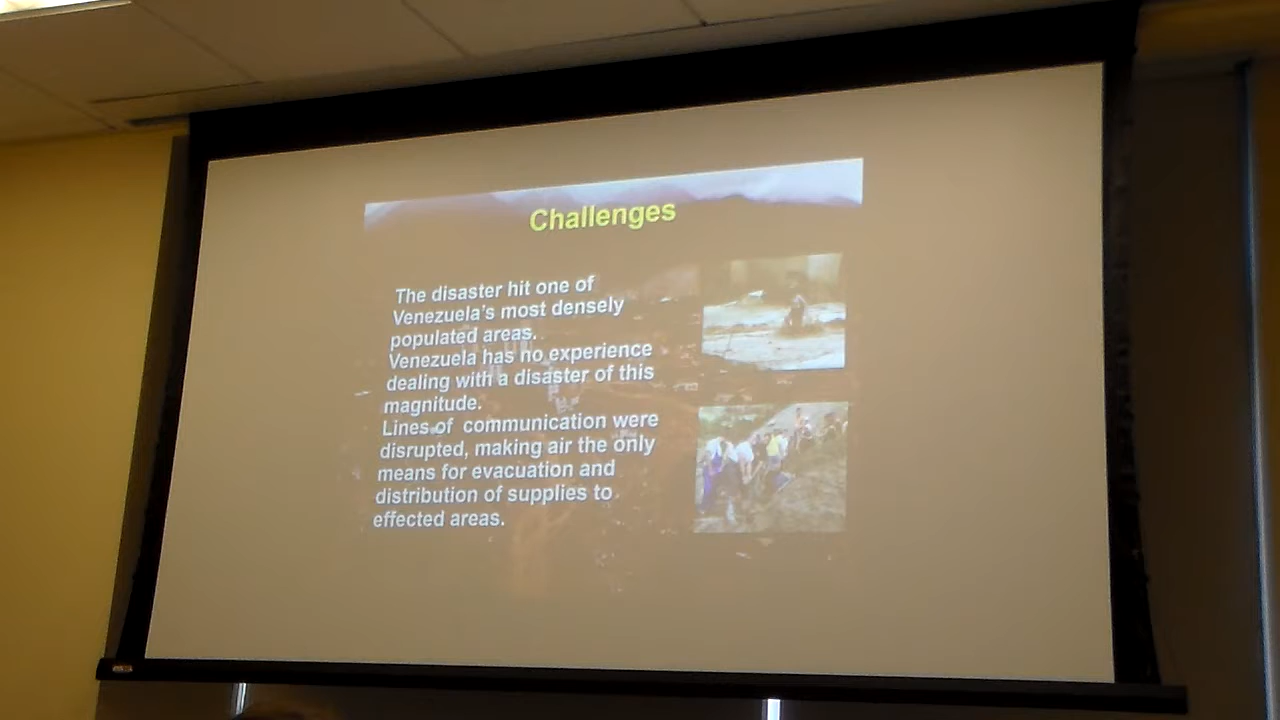 Challenges
The disaster hit one of
Venezuela's most densely
populated areas.
Venezuela has no experience
dealing with a disaster of this
magnitude.
Lines of communication were
disrupted, making air the only
means for evacuation and
distribution of supplies to
effected areas.